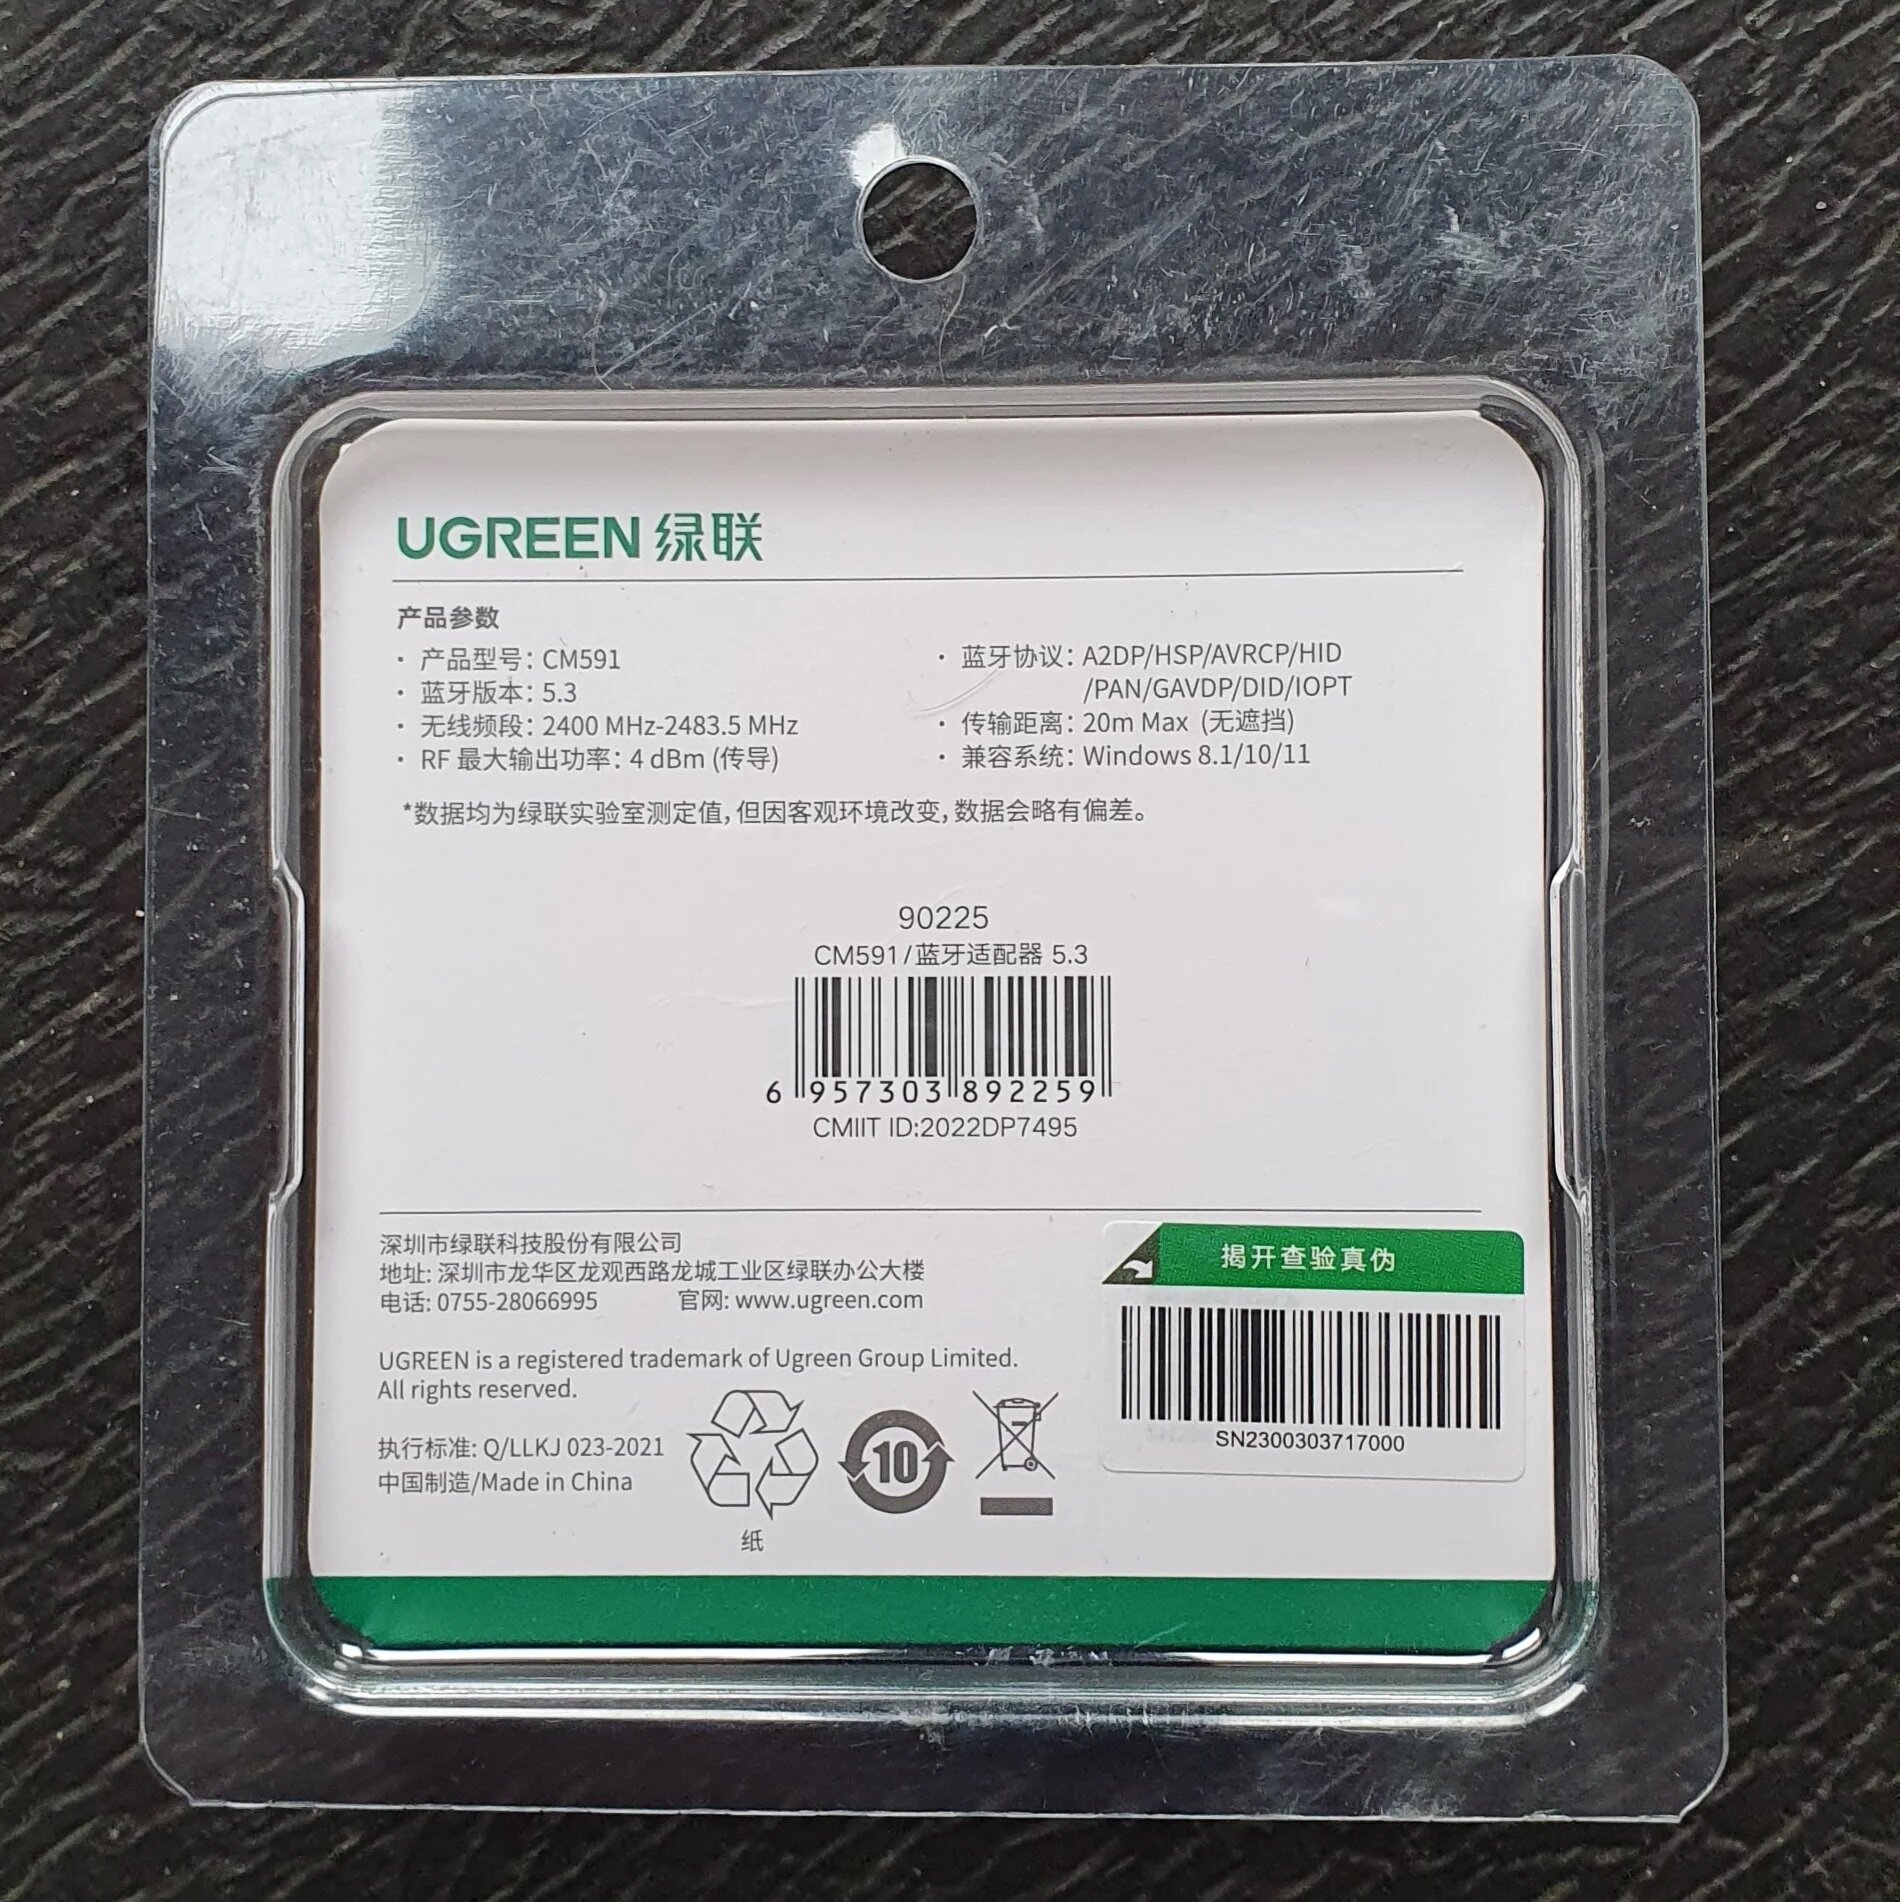 UGREEN 绿联
产品参数
· 产品型号: CM591
· 蓝牙版本: 5.3
· 无线频段: 2400 MHz-2483.5 MHz
· RF 最大输出功率: 4 dBm (传导)
· 蓝牙协议: A2DP/HSP/AVRCP/HID
/PAN/GAVDP/DID/IOPT
· 传输距离: 20m Max (无遮挡)
· 兼容系统: Windows 8.1/10/11
*数据均为绿联实验室测定值, 但因客观环境改变, 数据会略有偏差。
90225
CM591/蓝牙适配器 5.3
6 957303 892259
CMIIT ID:2022DP7495
深圳市绿联科技股份有限公司
地址: 深圳市龙华区龙观西路龙城工业区绿联办公大楼
电话: 0755-28066995 官网: www.ugreen.com
UGREEN is a registered trademark of Ugreen Group Limited.
All rights reserved.
执行标准: Q/LLKJ 023-2021
中国制造/Made in China
纸
10
揭开查验真伪
SN2300303717000